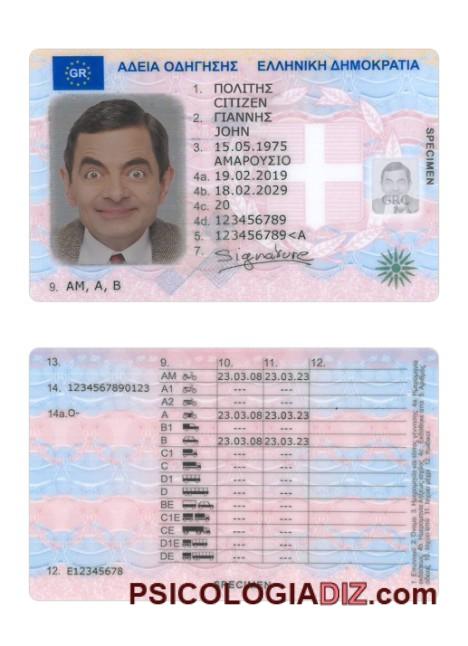 GR
ΑΔΕΙΑ ΟΔΗΓΗΣΗΣ ΕΛΛΗΝΙΚΗ ΔΗΜΟΚΡΑΤΙΑ
1. ΠΟΛΙΤΗΣ
CITIZEN
2. ΓΙΑΝΝΗΣ
JOHN
3. 15.05.1975
ΑΜΑΡΟΥΣΙΟ
4a. 19.02.2019
4b. 18.02.2029
4c. 20
4d. 123456789
5. 123456789<A
7. Signature
SPECIMEN
GRC
9. AM, A, B
13. 9. 10. 11. 12.
AM 23.03.08 23.03.23
14. 1234567890123 A1 --- ---
A2 --- ---
14a.O- A 23.03.08 23.03.23
B1 --- ---
B 23.03.08 23.03.23
C1 --- ---
C --- ---
D1 --- ---
D --- ---
BE --- ---
C1E --- ---
CE --- ---
D1E --- ---
DE --- ---
12. E12345678
SPECIMEN
PSICOLOGIADIZ.com